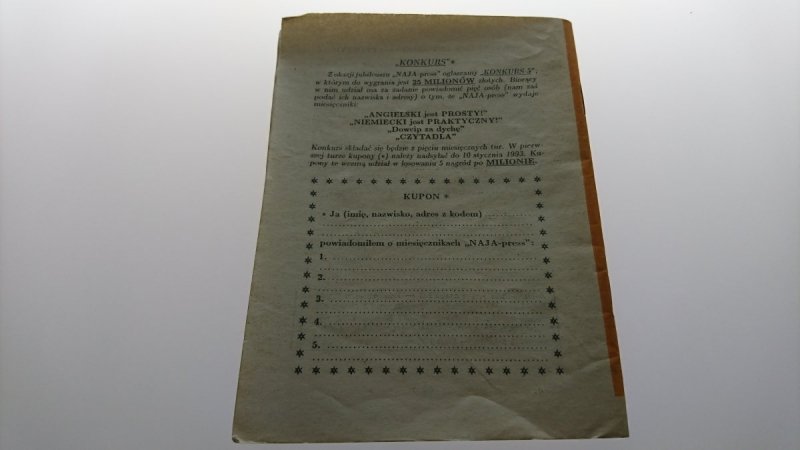 „KONKURS"*
Z okazji jubileuszu „NAJA-press" ogłaszamy „KONKURS 5":
w którym do wygrania jest 25 MILIONÓW złotych. Biorący
w nim udział ma za zadanie powiadomić pięć osób (nam zaś
podać ich nazwiska i adresy) o tym, że „NAJA-press" wydaje
miesięczniki:
„ANGIELSKI jest PROSTY!"
„NIEMIECKI jest PRAKTYCZNY!"
„Dowcip za dychę"
„CZYTADŁA"
Konkurs składać się będzie z pięciu miesięcznych tur. W pierw-
szej turze kupony (*) należy nadsyłać do 10 stycznia 1993. Ku-
pony te wezmą udział w losowaniu 5 nagród po MILIONIE.
KUPON *
* Ja (imię, nazwisko, adres z kodem)
powiadomiłem o miesięcznikach „NAJA-press":
1.
2.
3.
4.
5.